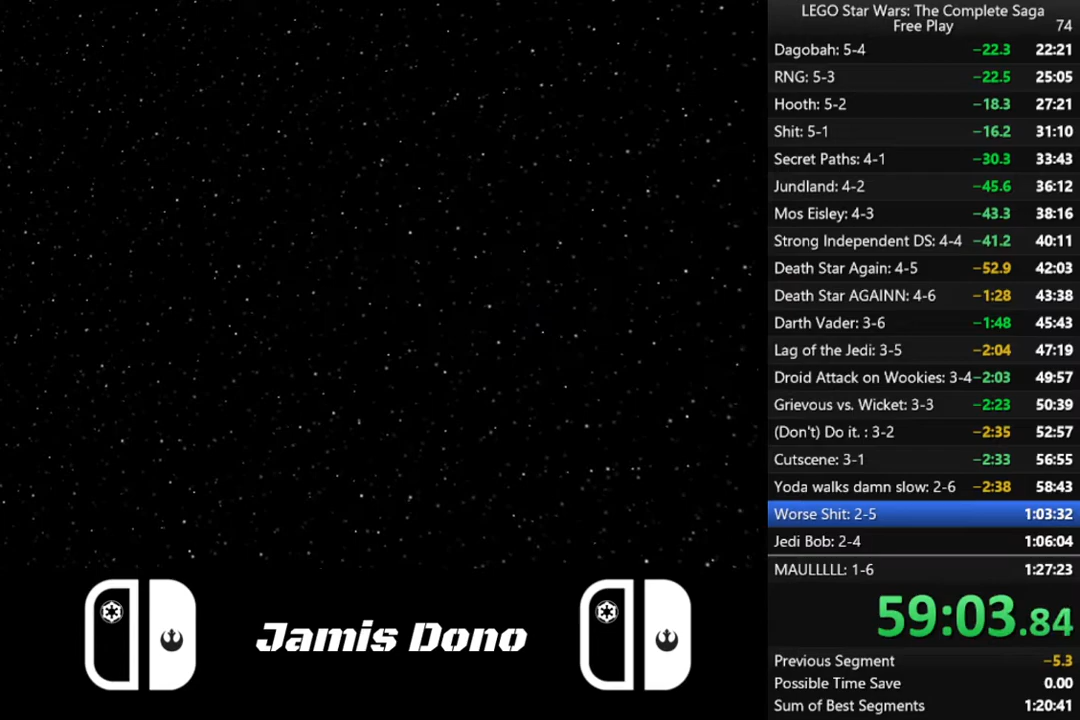 LEGO Star Wars: The Complete Saga
Free Play 74
Dagobah: 5-4 −22.3 22:21
RNG: 5-3 −22.5 25:05
Hooth: 5-2 −18.3 27:21
Shit: 5-1 −16.2 31:10
Secret Paths: 4-1 −30.3 33:43
Jundland: 4-2 −45.6 36:12
Mos Eisley: 4-3 −43.3 38:16
Strong Independent DS: 4-4 −41.2 40:11
Death Star Again: 4-5 −52.9 42:03
Death Star AGAINN: 4-6 −1:28 43:38
Darth Vader: 3-6 −1:48 45:43
Lag of the Jedi: 3-5 −2:04 47:19
Droid Attack on Wookies: 3-4 −2:03 49:57
Grievous vs. Wicket: 3-3 −2:23 50:39
(Don't) Do it. : 3-2 −2:35 52:57
Cutscene: 3-1 −2:33 56:55
Yoda walks damn slow: 2-6 −2:38 58:43
Worse Shit: 2-5 1:03:32
Jedi Bob: 2-4 1:06:04
MAULLLLL: 1-6 1:27:23
59:03.84
Previous Segment −5.3
Possible Time Save 0.00
Sum of Best Segments 1:20:41
Jamis Dono